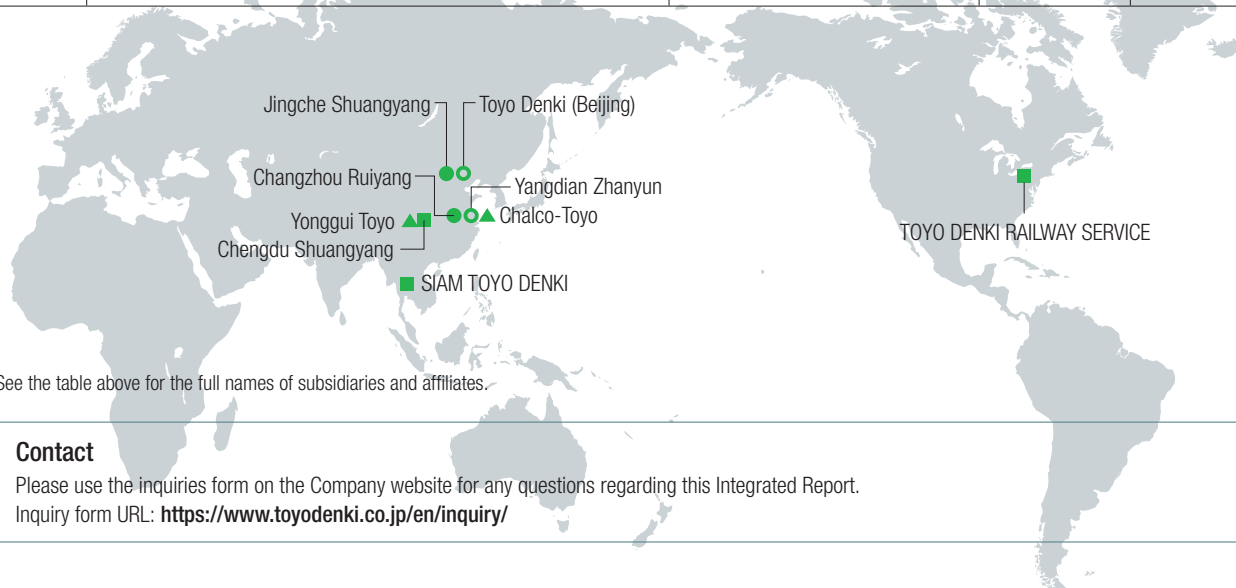 Jingche Shuangyang
Toyo Denki (Beijing)
Changzhou Ruiyang
Yangdian Zhanyun
Yonggui Toyo
Chalco-Toyo
Chengdu Shuangyang
TOYO DENKI RAILWAY SERVICE
SIAM TOYO DENKI
See the table above for the full names of subsidiaries and affiliates.
Contact
Please use the inquiries form on the Company website for any questions regarding this Integrated Report.
Inquiry form URL: https://www.toyodenki.co.jp/en/inquiry/